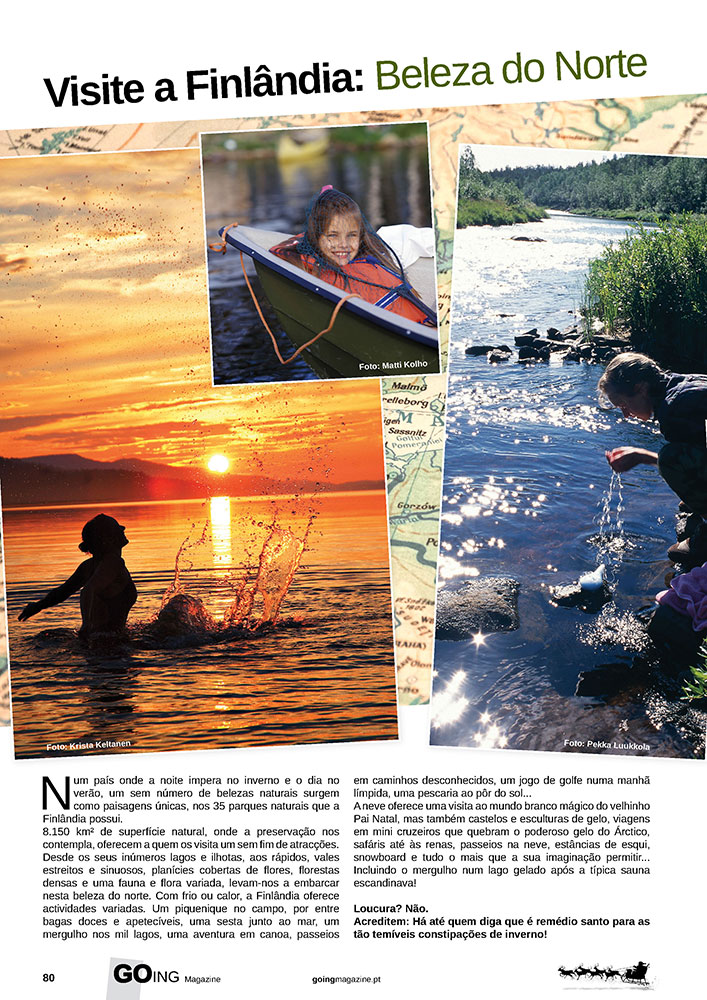 Visite a Finlândia: Beleza do Norte
Foto: Matti Kolho
Malmö
relleborg
Sassnitz
Gorzów
Foto: Krista Keltanen
Foto: Pekka Luukkola
Num país onde a noite impera no inverno e o dia no
verão, um sem número de belezas naturais surgem
como paisagens únicas, nos 35 parques naturais que a
Finlândia possui.
8.150 km² de superfície natural, onde a preservação nos
contempla, oferecem a quem os visita um sem fim de atracções.
Desde os seus inúmeros lagos e ilhotas, aos rápidos, vales
estreitos e sinuosos, planícies cobertas de flores, florestas
densas e uma fauna e flora variada, levam-nos a embarcar
nesta beleza do norte. Com frio ou calor, a Finlândia oferece
actividades variadas. Um piquenique no campo, por entre
bagas doces e apetecíveis, uma sesta junto ao mar, um
mergulho nos mil lagos, uma aventura em canoa, passeios
em caminhos desconhecidos, um jogo de golfe numa manhã
límpida, uma pescaria ao pôr do sol...
A neve oferece uma visita ao mundo branco mágico do velhinho
Pai Natal, mas também castelos e esculturas de gelo, viagens
em mini cruzeiros que quebram o poderoso gelo do Árctico,
safáris até às renas, passeios na neve, estâncias de esqui,
snowboard e tudo o mais que a sua imaginação permitir...
Incluindo o mergulho num lago gelado após a típica sauna
escandinava!
Loucura? Não.
Acreditem: Há até quem diga que é remédio santo para as
tão temíveis constipações de inverno!
80
GOING Magazine
goingmagazine.pt